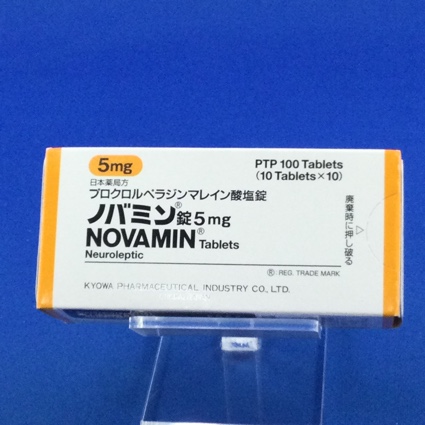 5mg
日本薬局方
プロクロルペラジンマレイン酸塩錠
ノバミン®錠5mg
NOVAMIN® Tablets
Neuroleptic
PTP 100 Tablets
(10 Tablets×10)
廃棄時に押し破る
®: REG. TRADE MARK
KYOWA PHARMACEUTICAL INDUSTRY CO., LTD.